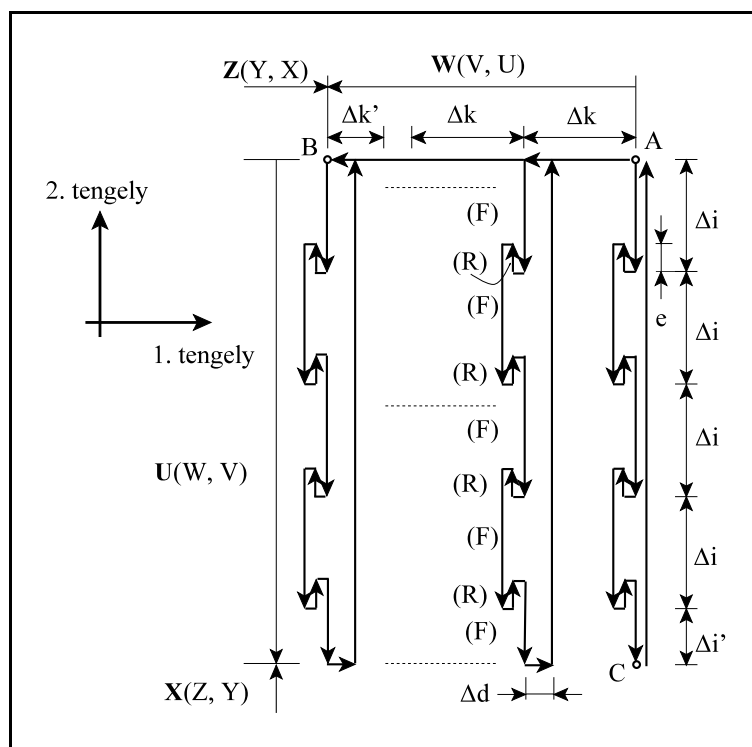 Z(Y, X)
W(V, U)
Δk’
Δk
Δk
B
A
2. tengely
(F)
Δi
(R)
(F)
e
1. tengely
Δi
(R)
(F)
Δi
U(W, V)
(R)
(F)
Δi
(R)
(F)
Δi’
C
X(Z, Y)
Δd